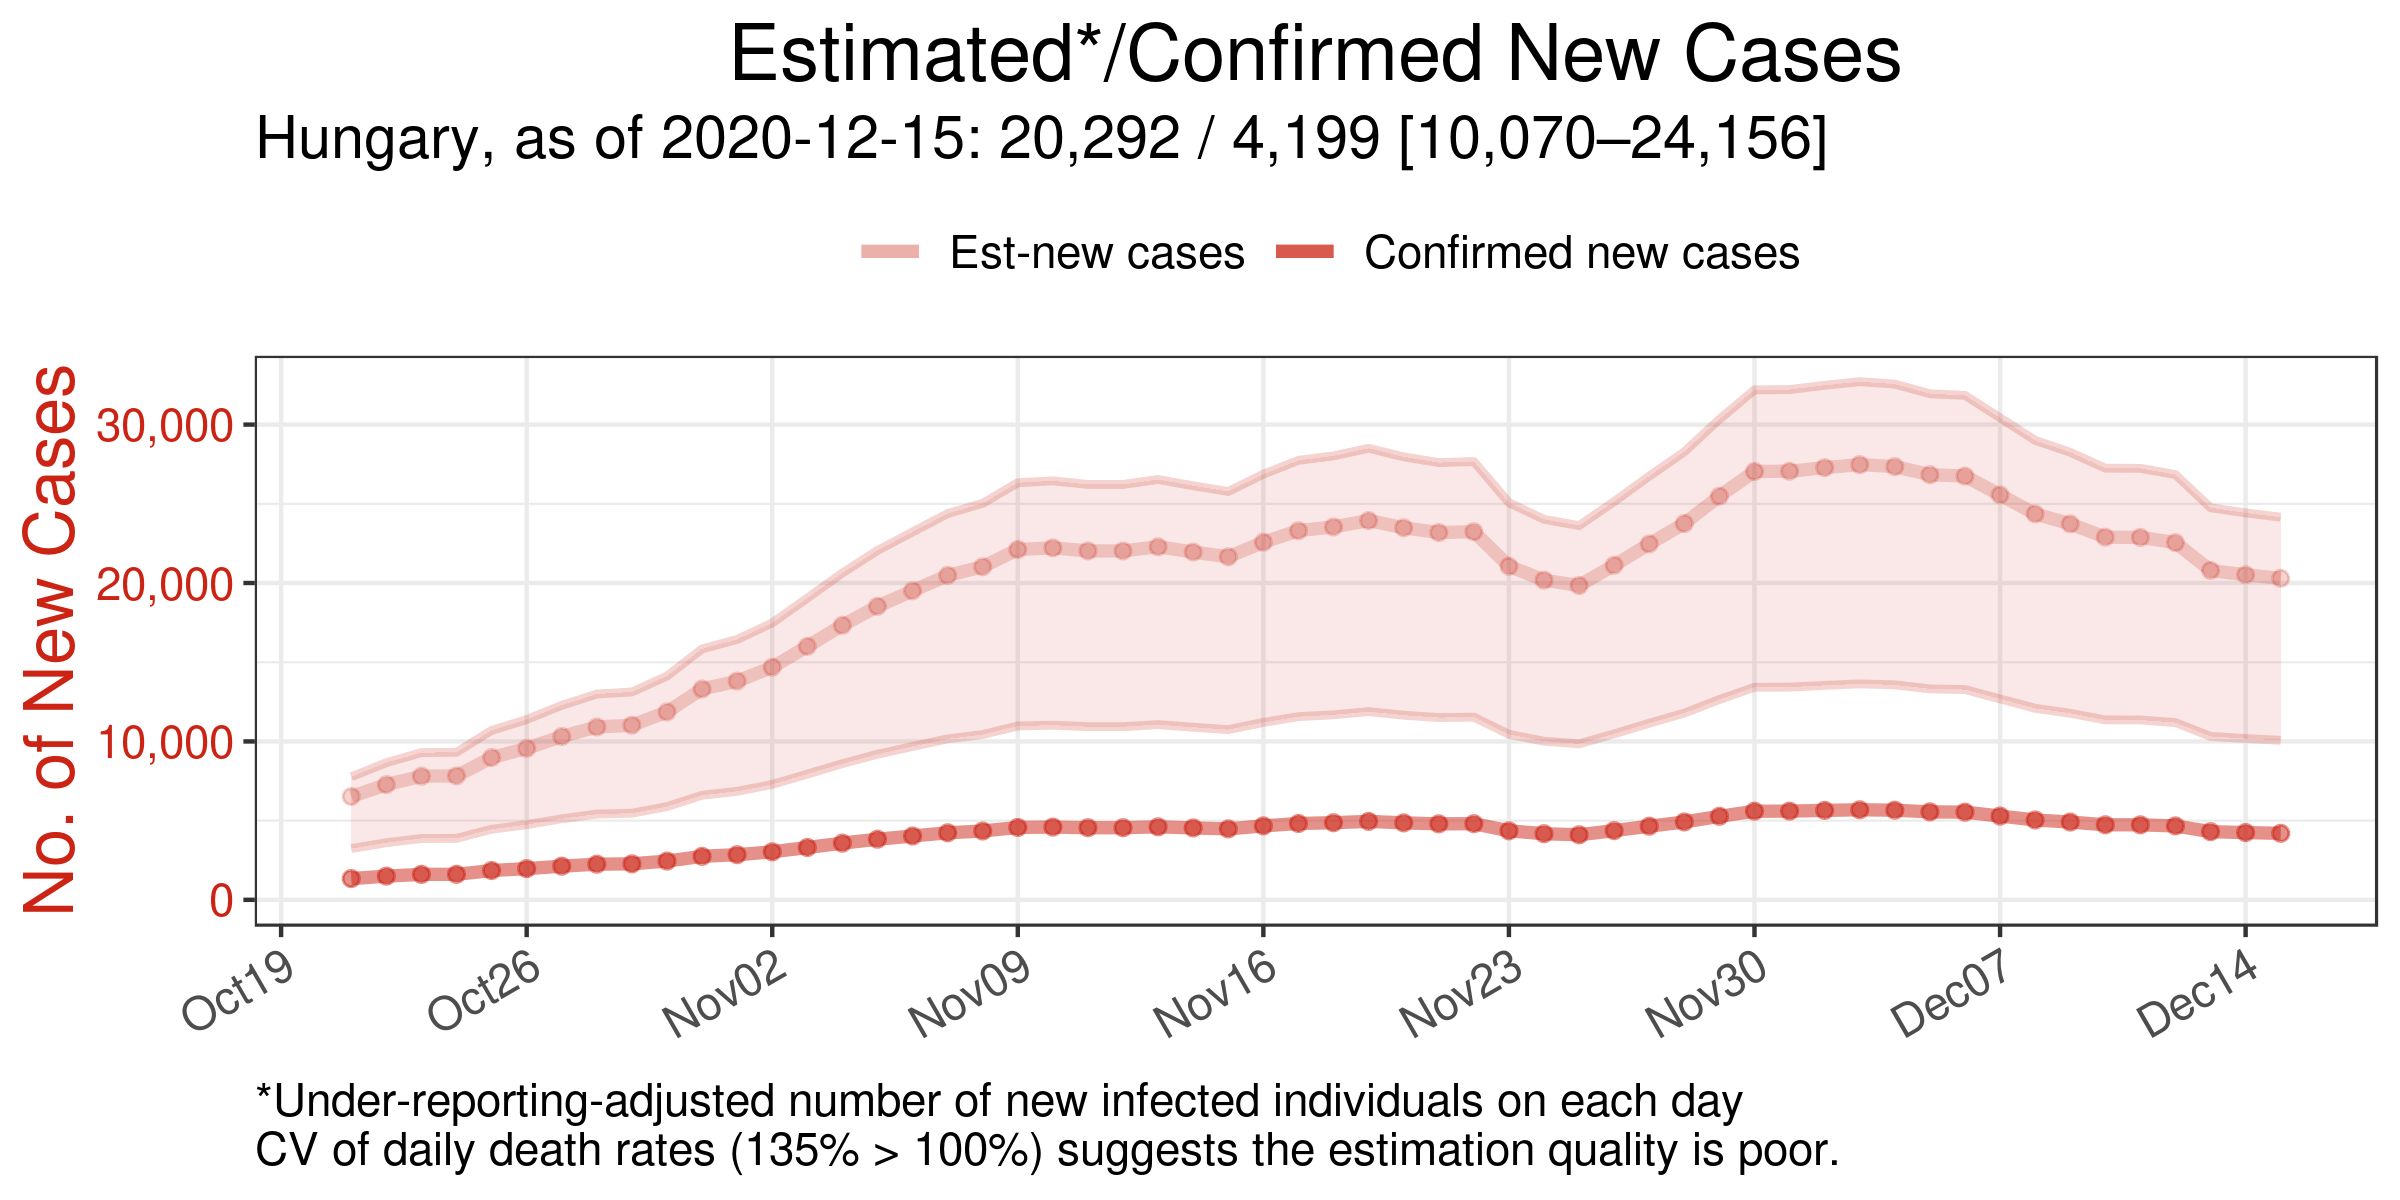 Estimated*/Confirmed New Cases
Hungary, as of 2020-12-15: 20,292 / 4,199 [10,070–24,156]
Est-new cases
Confirmed new cases
No. of New Cases
30,000
20,000
10,000
0
Oct19
Oct26
Nov02
Nov09
Nov16
Nov23
Nov30
Dec07
Dec14
*Under-reporting-adjusted number of new infected individuals on each day
CV of daily death rates (135% > 100%) suggests the estimation quality is poor.